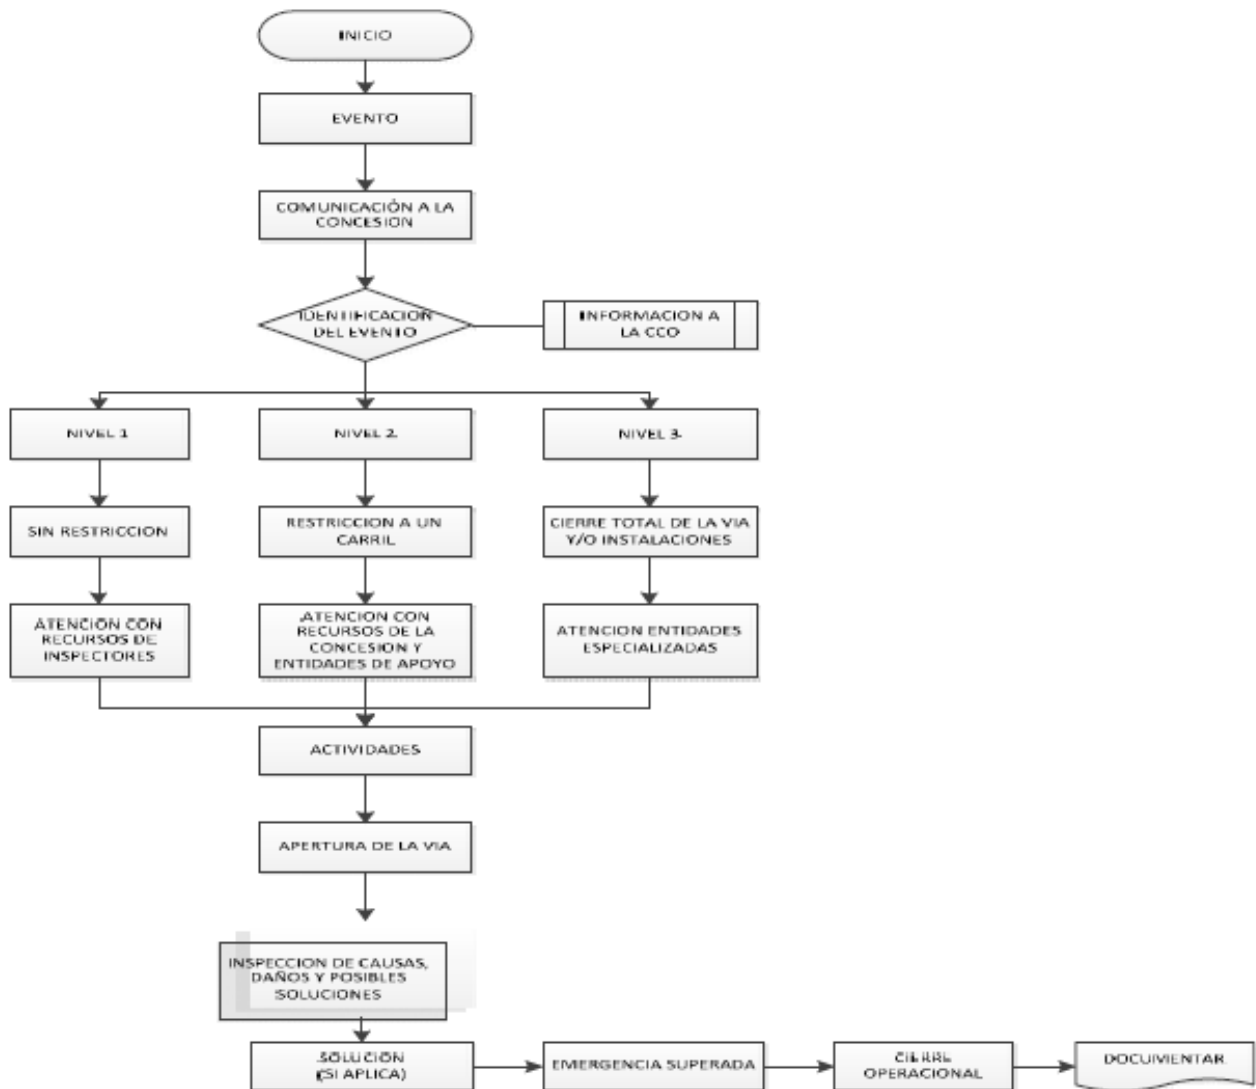 INICIO
EVENTO
COMUNICACIÓN A LA
CONCESION
IDENTIFICACION
DEL EVENTO
INFORMACION A
LA CCO
NIVEL 1
NIVEL 2.
NIVEL 3.
SIN RESTRICCION
RESTRICCION A UN
CARRIL
CIERRE TOTAL DE LA VIA
Y/O INSTALACIONES
ATENCION CON
RECURSOS DE
INSPECTORES
ATENCION CON
RECURSOS DE LA
CONCESION Y
ENTIDADES DE APOYO
ATENCION ENTIDADES
ESPECIALIZADAS
ACTIVIDADES
APERTURA DE LA VIA
INSPECCION DE CAUSAS,
DAÑOS Y POSIBLES
SOLUCIONES
SOLUCIÓN
(SI APLICA)
EMERGENCIA SUPERADA
CIERRE
OPERACIONAL
DOCUMENTAR.